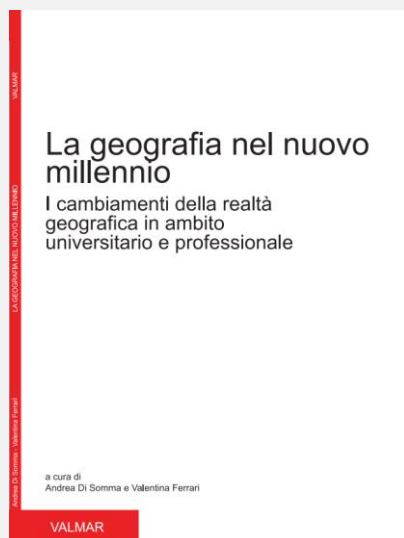 VALMAR
LA GEOGRAFIA NEL NUOVO MILLENNIO
Andrea Di Somma - Valentina Ferrari
La geografia nel nuovo
millennio
I cambiamenti della realtà
geografica in ambito
universitario e professionale
a cura di
Andrea Di Somma e Valentina Ferrari
VALMAR